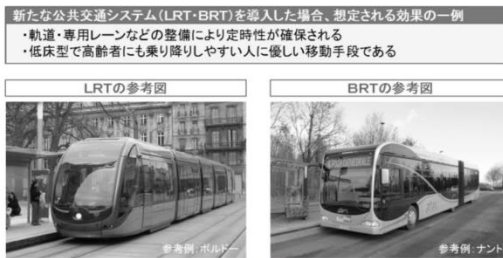 新たな公共交通システム(LRT・BRT)を導入した場合、想定される効果の一例
・軌道・専用レーンなどの整備により定時性が確保される
・低床型で高齢者にも乗り降りしやすい人に優しい移動手段である
LRTの参考図
BRTの参考図
参考例:ボルドー
参考例:ナント